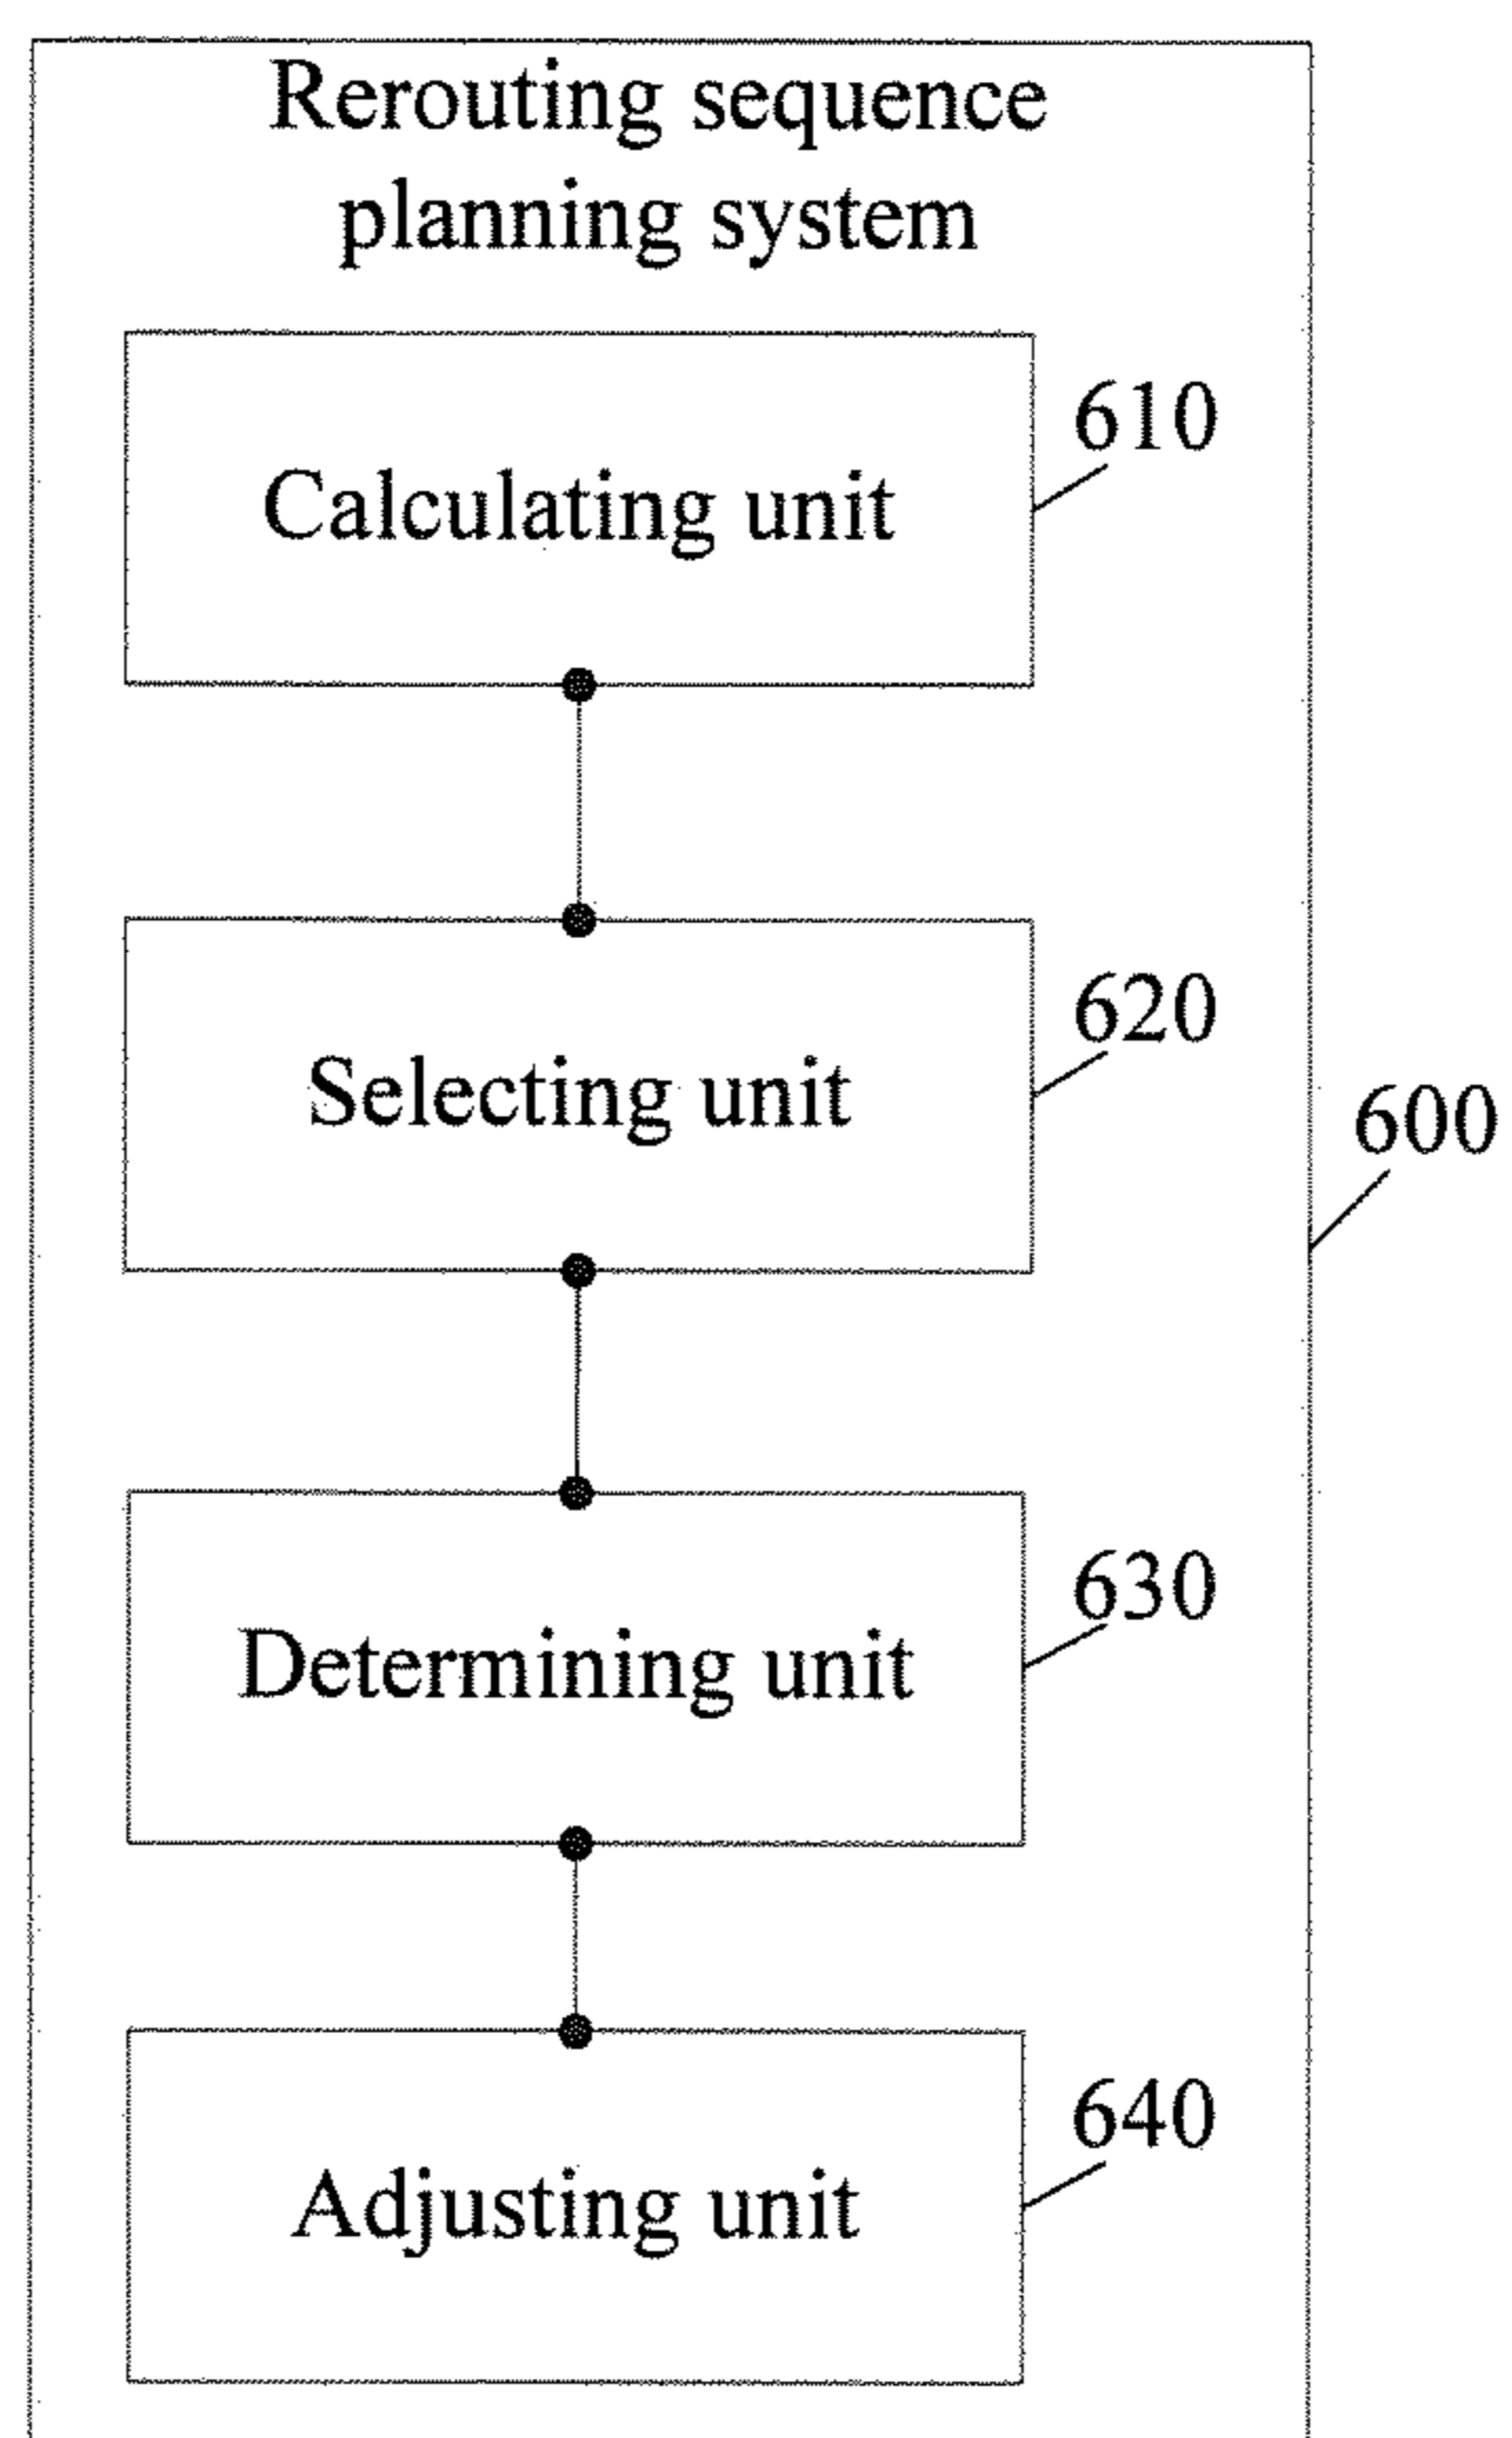 Rerouting sequence
planning system
610
Calculating unit
620
Selecting unit
600
630
Determining unit
640
Adjusting unit